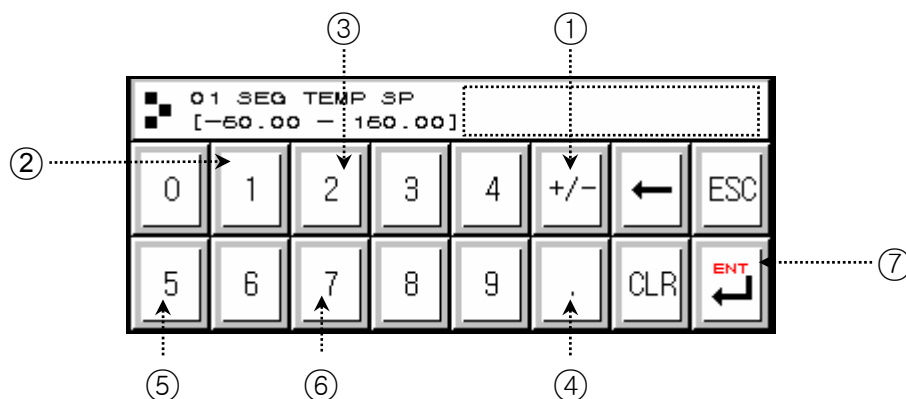 ③ ①
01 SEG TEMP SP
[-60.00 - 160.00]
②
0 1 2 3 4 +/- ← ESC
5 6 7 8 9 . CLR ENT
⑦
⑤ ⑥ ④